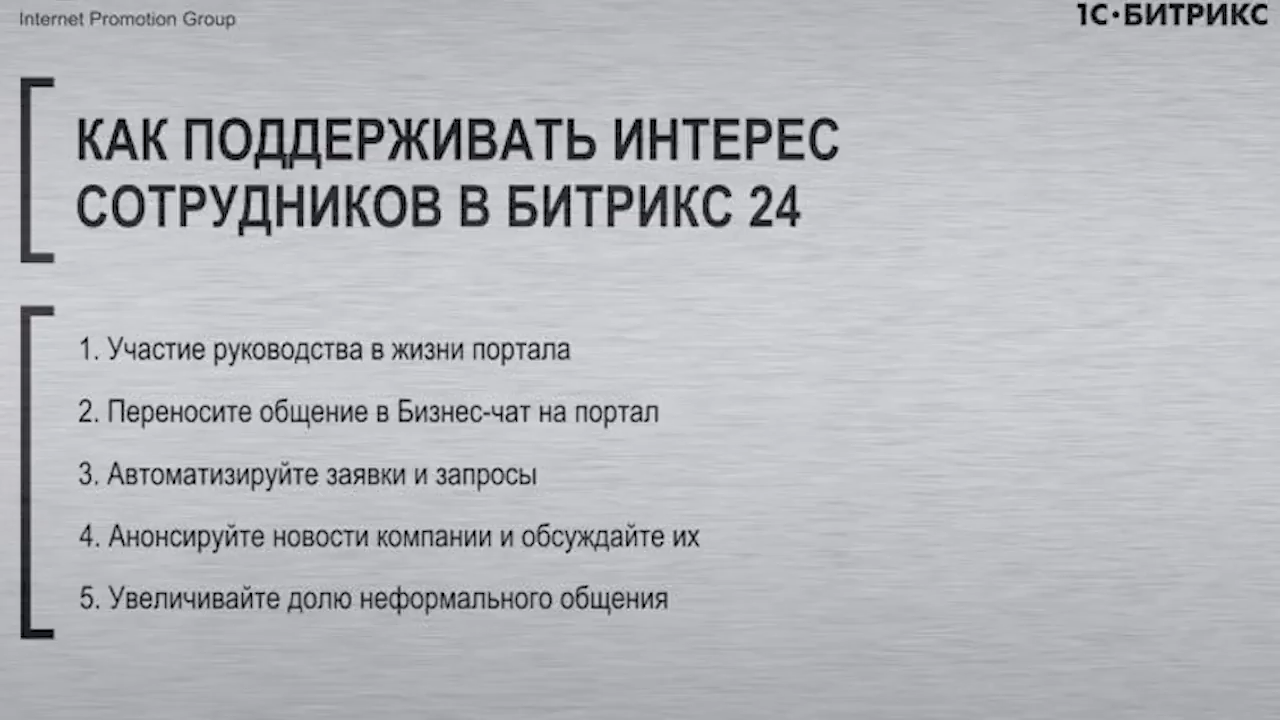 Internet Promotion Group
1С·БИТРИКС
КАК ПОДДЕРЖИВАТЬ ИНТЕРЕС
СОТРУДНИКОВ В БИТРИКС 24
1. Участие руководства в жизни портала
2. Переносите общение в Бизнес-чат на портал
3. Автоматизируйте заявки и запросы
4. Анонсируйте новости компании и обсуждайте их
5. Увеличивайте долю неформального общения